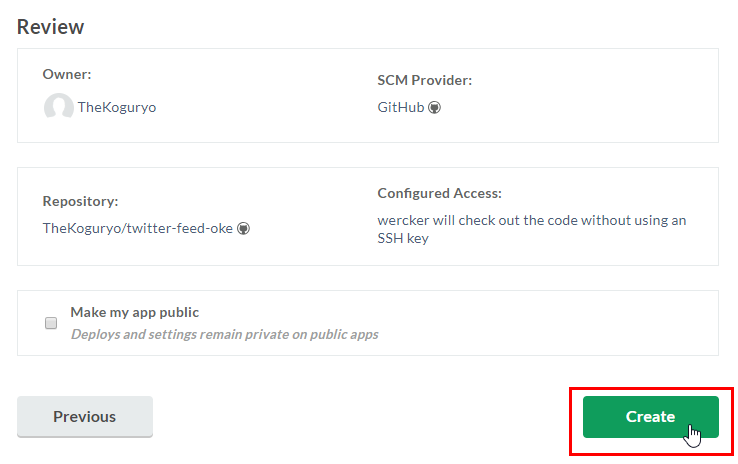 Review
Owner:
TheKoguryo
SCM Provider:
GitHub
Repository:
TheKoguryo/twitter-feed-oke
Configured Access:
wercker will check out the code without using an
SSH key
Make my app public
Deploys and settings remain private on public apps
Previous
Create